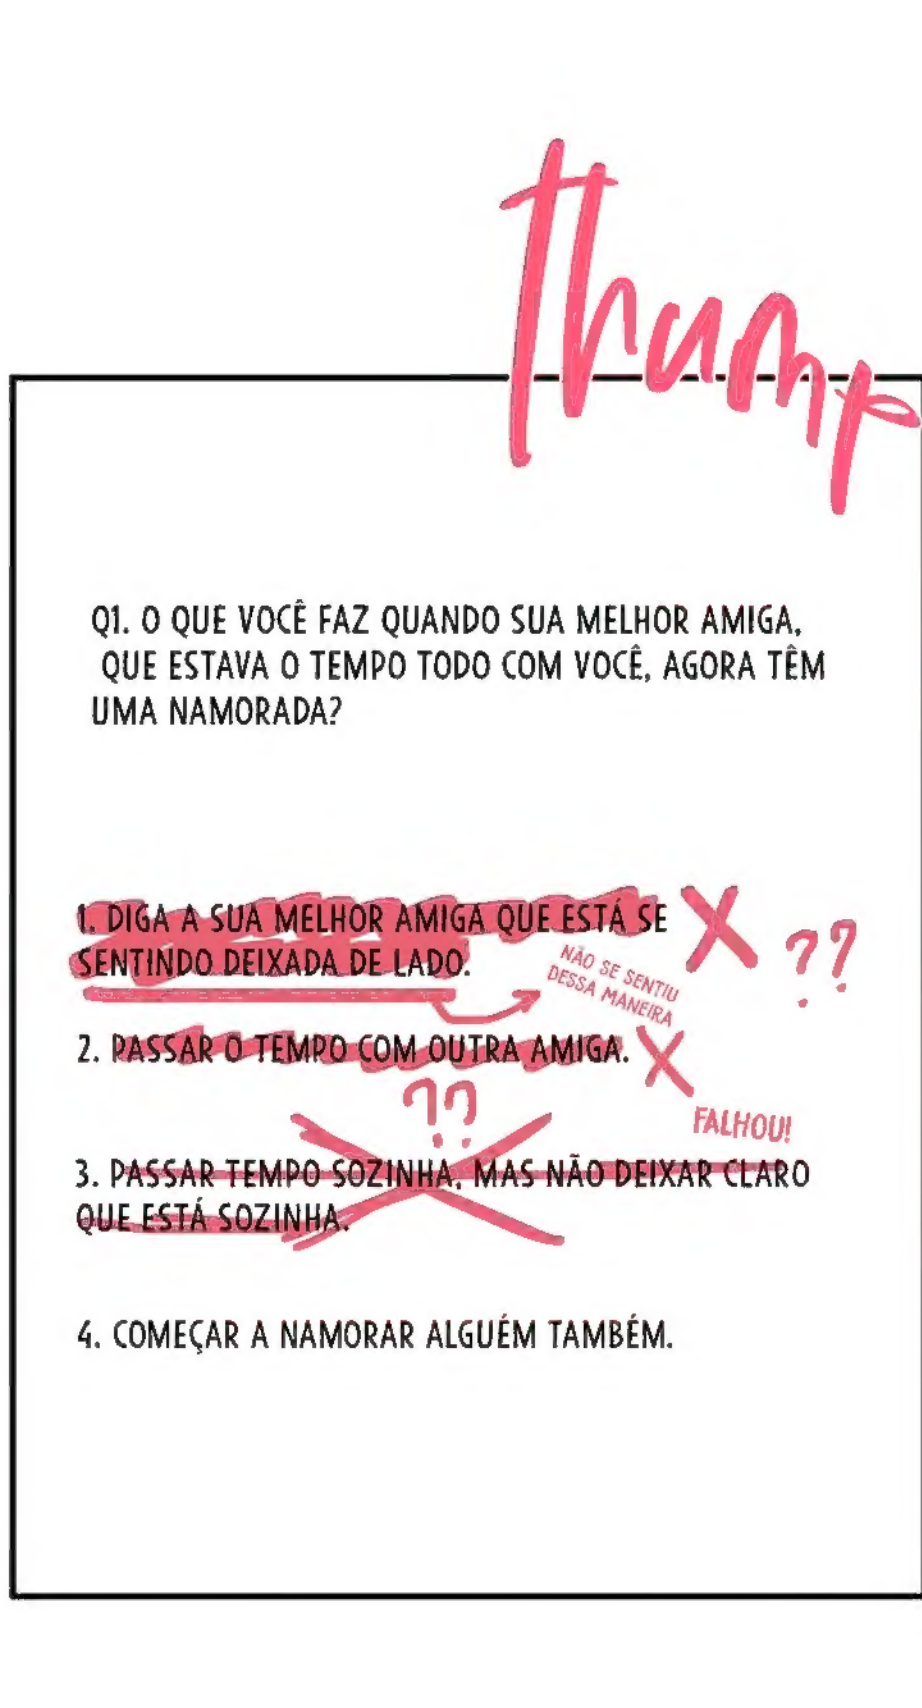 thump
Q1. O QUE VOCÊ FAZ QUANDO SUA MELHOR AMIGA,
QUE ESTAVA O TEMPO TODO COM VOCÊ, AGORA TÊM
UMA NAMORADA?
1. DIGA A SUA MELHOR AMIGA QUE ESTÁ SE
SENTINDO DEIXADA DE LADO.
X ??
NÃO SE SENTIU
DESSA MANEIRA
2. PASSAR O TEMPO COM OUTRA AMIGA. X
??
FALHOU!
3. PASSAR TEMPO SOZINHA, MAS NÃO DEIXAR CLARO
QUE ESTÁ SOZINHA.
4. COMEÇAR A NAMORAR ALGUÉM TAMBÉM.